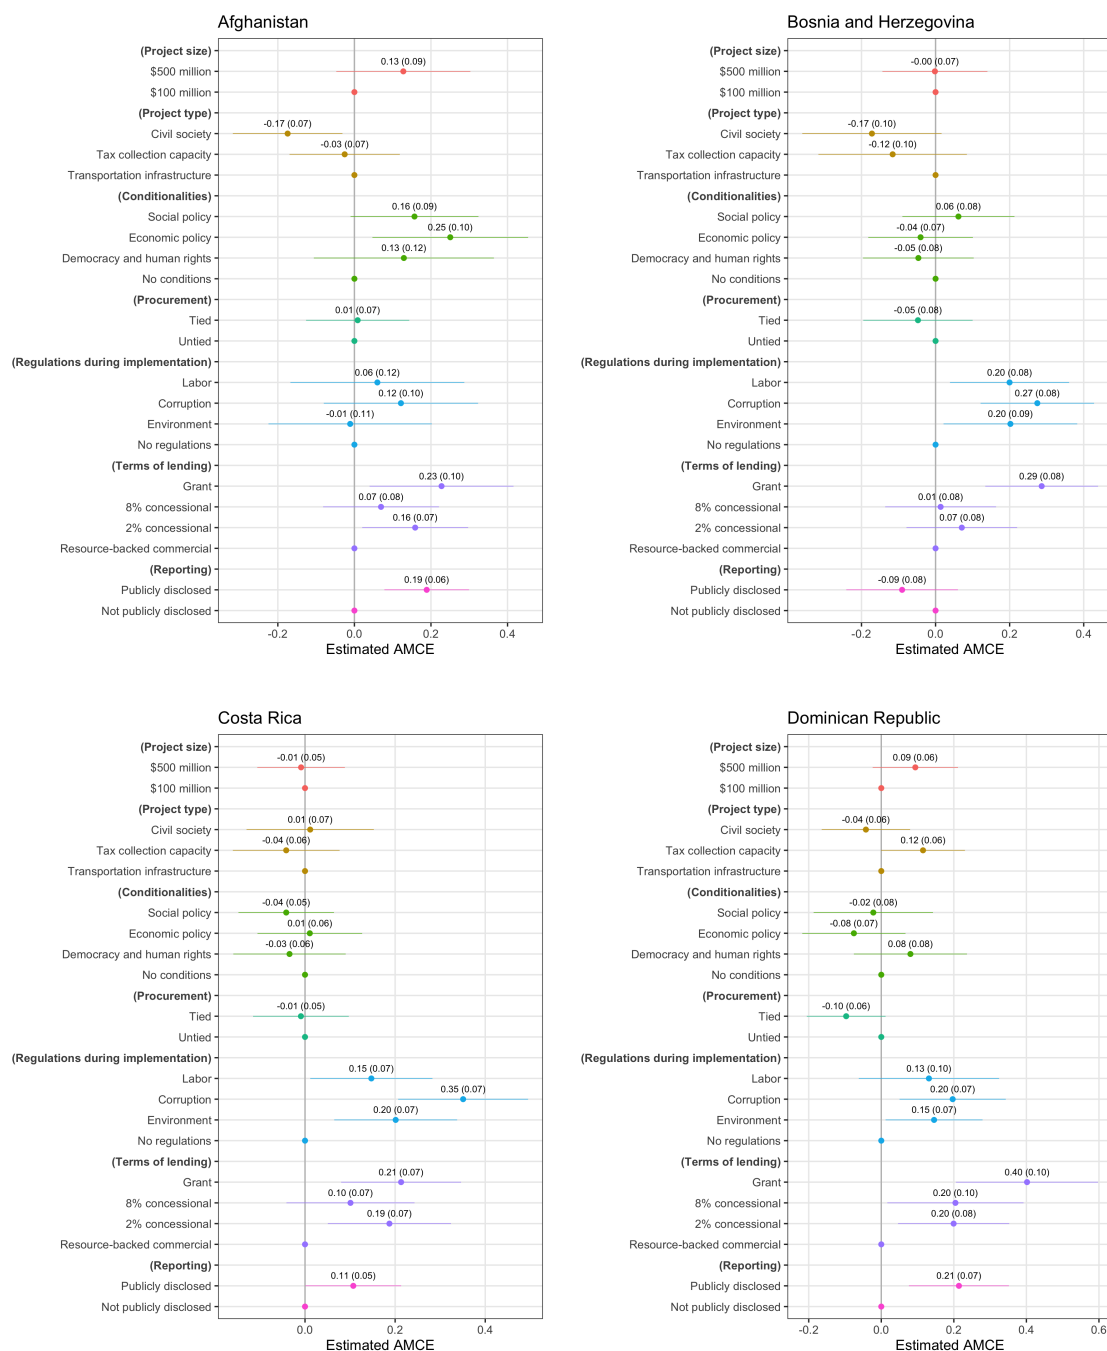 Afghanistan
(Project size)
0.13 (0.09)
$500 million
$100 million
(Project type)
-0.17 (0.07)
Civil society
-0.03 (0.07)
Tax collection capacity
Transportation infrastructure
(Conditionalities)
0.16 (0.09)
Social policy
0.25 (0.10)
Economic policy
0.13 (0.12)
Democracy and human rights
No conditions
(Procurement)
0.01 (0.07)
Tied
Untied
(Regulations during implementation)
0.06 (0.12)
Labor
0.12 (0.10)
Corruption
-0.01 (0.11)
Environment
No regulations
(Terms of lending)
0.23 (0.10)
Grant
0.07 (0.08)
8% concessional
0.16 (0.07)
2% concessional
Resource-backed commercial
(Reporting)
0.19 (0.06)
Publicly disclosed
Not publicly disclosed
-0.2 0.0 0.2 0.4
Estimated AMCE
Bosnia and Herzegovina
(Project size)
-0.00 (0.07)
$500 million
$100 million
(Project type)
-0.17 (0.10)
Civil society
-0.12 (0.10)
Tax collection capacity
Transportation infrastructure
(Conditionalities)
0.06 (0.08)
Social policy
-0.04 (0.07)
Economic policy
-0.05 (0.08)
Democracy and human rights
No conditions
(Procurement)
-0.05 (0.08)
Tied
Untied
(Regulations during implementation)
0.20 (0.08)
Labor
0.27 (0.08)
Corruption
0.20 (0.09)
Environment
No regulations
(Terms of lending)
0.29 (0.08)
Grant
0.01 (0.08)
8% concessional
0.07 (0.08)
2% concessional
Resource-backed commercial
(Reporting)
-0.09 (0.08)
Publicly disclosed
Not publicly disclosed
-0.2 0.0 0.2 0.4
Estimated AMCE
Costa Rica
(Project size)
-0.01 (0.05)
$500 million
$100 million
(Project type)
0.01 (0.07)
Civil society
-0.04 (0.06)
Tax collection capacity
Transportation infrastructure
(Conditionalities)
-0.04 (0.05)
Social policy
0.01 (0.06)
Economic policy
-0.03 (0.06)
Democracy and human rights
No conditions
(Procurement)
-0.01 (0.05)
Tied
Untied
(Regulations during implementation)
0.15 (0.07)
Labor
0.35 (0.07)
Corruption
0.20 (0.07)
Environment
No regulations
(Terms of lending)
0.21 (0.07)
Grant
0.10 (0.07)
8% concessional
0.19 (0.07)
2% concessional
Resource-backed commercial
(Reporting)
0.11 (0.05)
Publicly disclosed
Not publicly disclosed
0.0 0.2 0.4
Estimated AMCE
Dominican Republic
(Project size)
0.09 (0.06)
$500 million
$100 million
(Project type)
-0.04 (0.06)
Civil society
0.12 (0.06)
Tax collection capacity
Transportation infrastructure
(Conditionalities)
-0.02 (0.08)
Social policy
-0.08 (0.07)
Economic policy
0.08 (0.08)
Democracy and human rights
No conditions
(Procurement)
-0.10 (0.06)
Tied
Untied
(Regulations during implementation)
0.13 (0.10)
Labor
0.20 (0.07)
Corruption
0.15 (0.07)
Environment
No regulations
(Terms of lending)
0.40 (0.10)
Grant
0.20 (0.10)
8% concessional
0.20 (0.08)
2% concessional
Resource-backed commercial
(Reporting)
0.21 (0.07)
Publicly disclosed
Not publicly disclosed
-0.2 0.0 0.2 0.4 0.6
Estimated AMCE